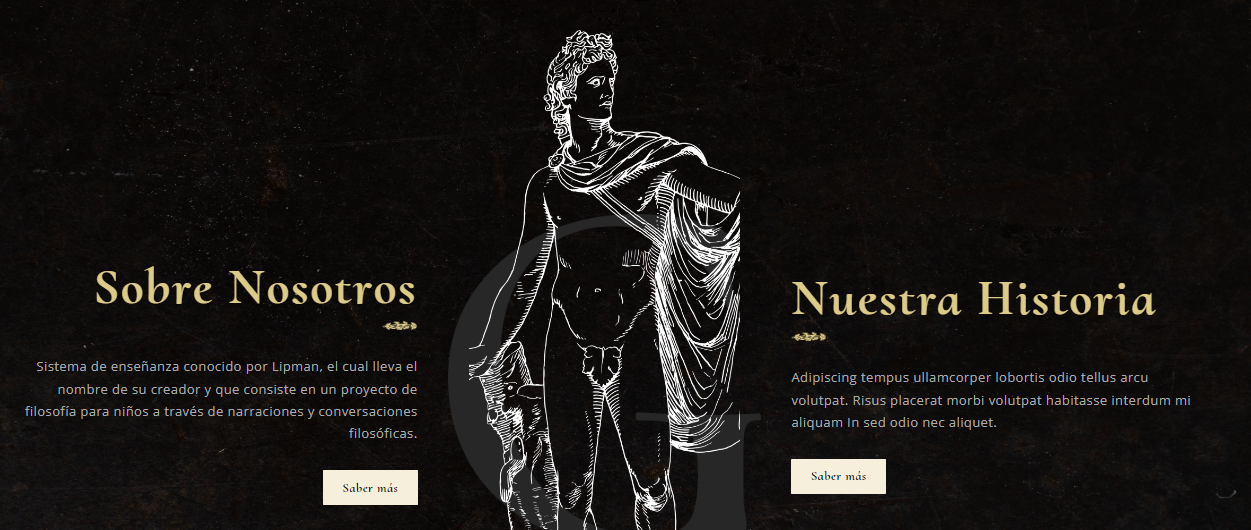 Sobre Nosotros
Sistema de enseñanza conocido por Lipman, el cual lleva el
nombre de su creador y que consiste en un proyecto de
filosofía para niños a través de narraciones y conversaciones
filosóficas.
Saber más
G
Nuestra Historia
Adipiscing tempus ullamcorper lobortis odio tellus arcu
volutpat. Risus placerat morbi volutpat habitasse interdum mi
aliquam In sed odio nec aliquet.
Saber más